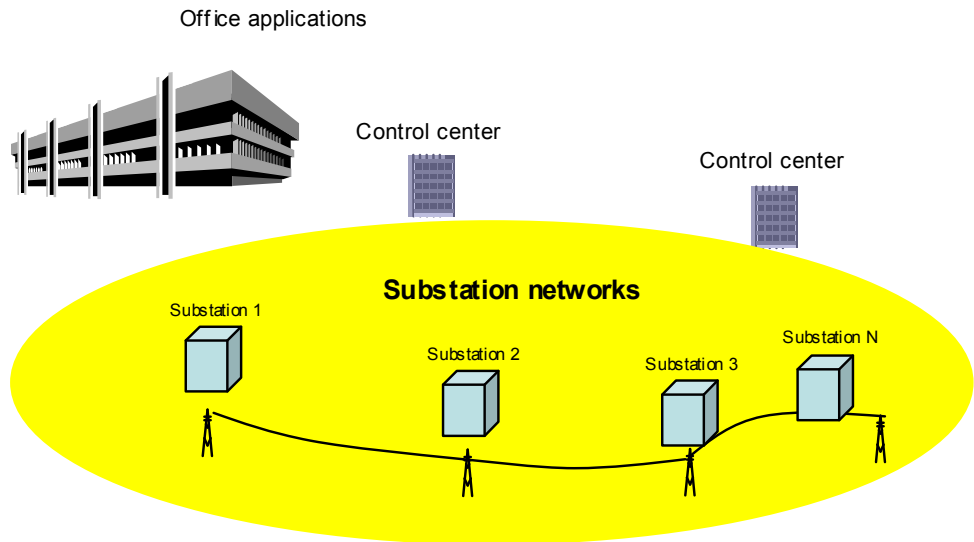 Office applications
Control center
Control center
Substation networks
Substation 1
Substation 2
Substation 3
Substation N